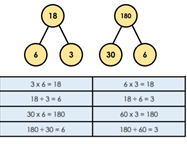 18
180
6
3
30
6
3 x 6 = 18
6 x 3 = 18
18 ÷ 3 = 6
18 ÷ 6 = 3
30 x 6 = 180
60 x 3 = 180
180 ÷ 30 = 6
180 ÷ 60 = 3